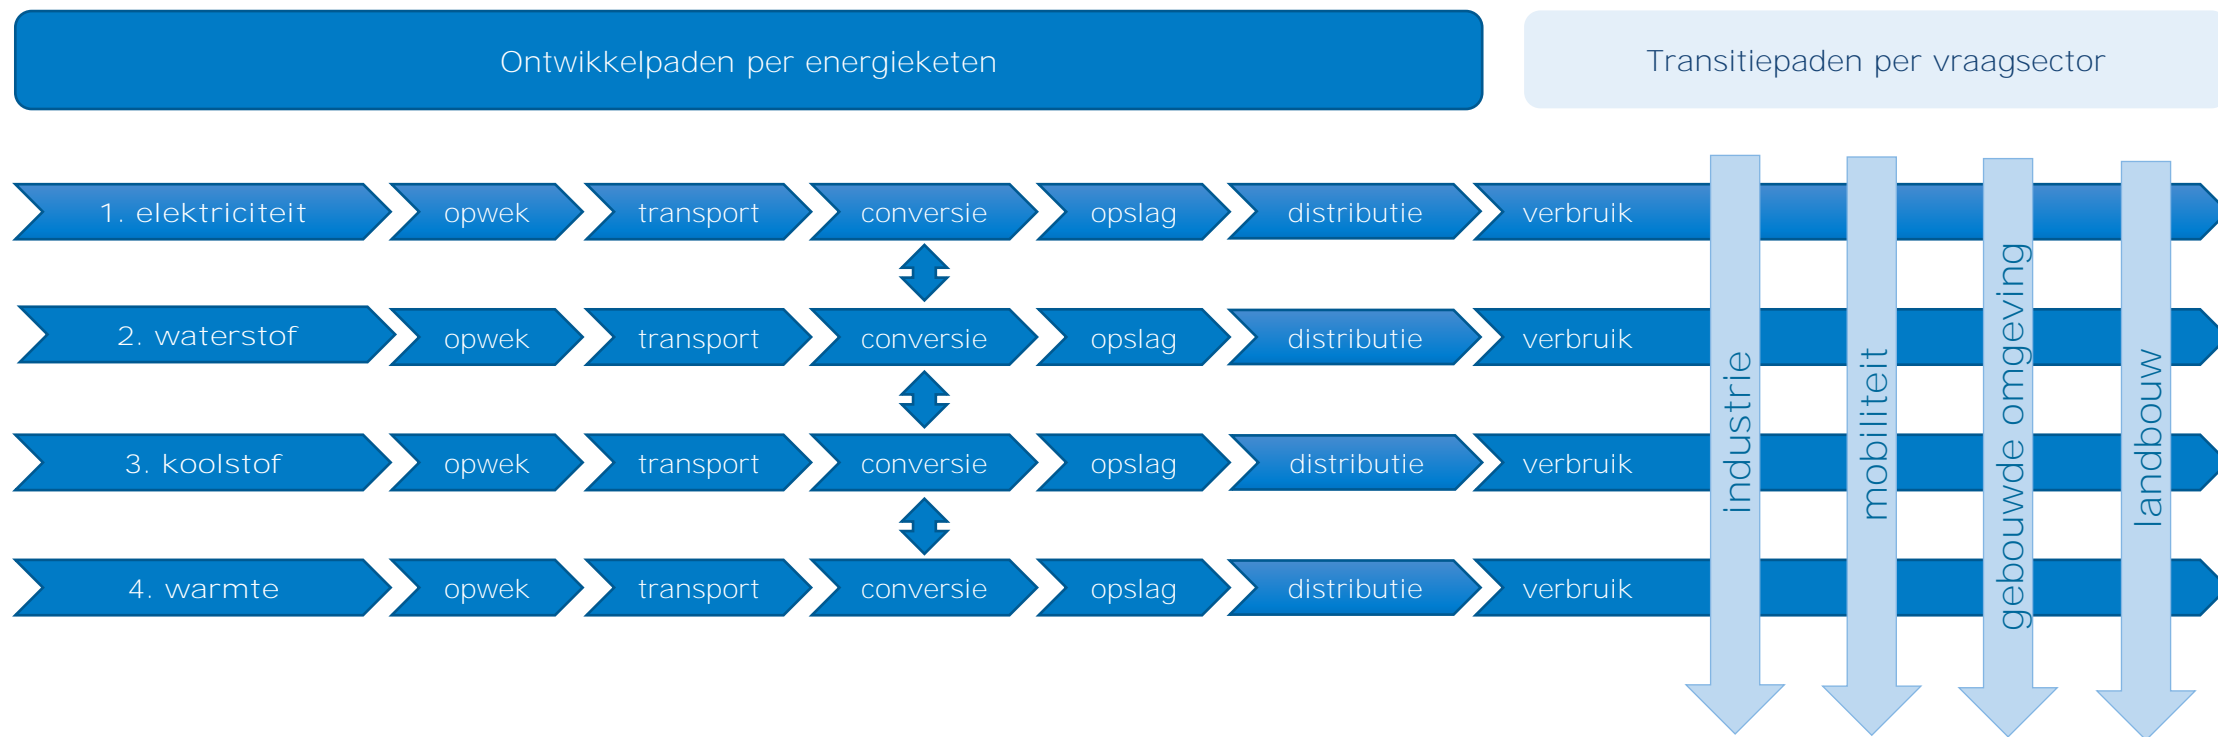 Ontwikkelpaden per energieketen
Transitiepaden per vraagsector
1. elektriciteit
opwek
transport
conversie
opslag
distributie
verbruik
2. waterstof
opwek
transport
conversie
opslag
distributie
verbruik
3. koolstof
opwek
transport
conversie
opslag
distributie
verbruik
4. warmte
opwek
transport
conversie
opslag
distributie
verbruik
industrie
mobiliteit
gebouwde omgeving
landbouw